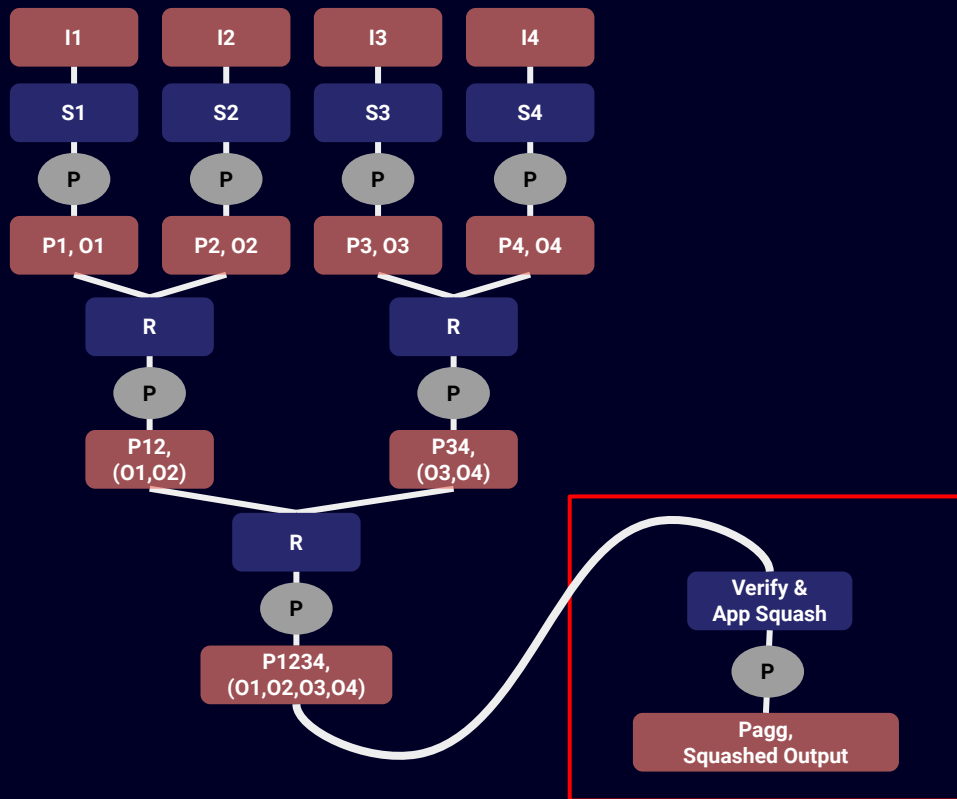 I1
I2
I3
I4
S1
S2
S3
S4
P
P
P
P
P1, O1
P2, O2
P3, O3
P4, O4
R
R
P
P
P12,
(O1,O2)
P34,
(O3,O4)
R
P
P1234,
(O1,O2,O3,O4)
Verify &
App Squash
P
Pagg,
Squashed Output